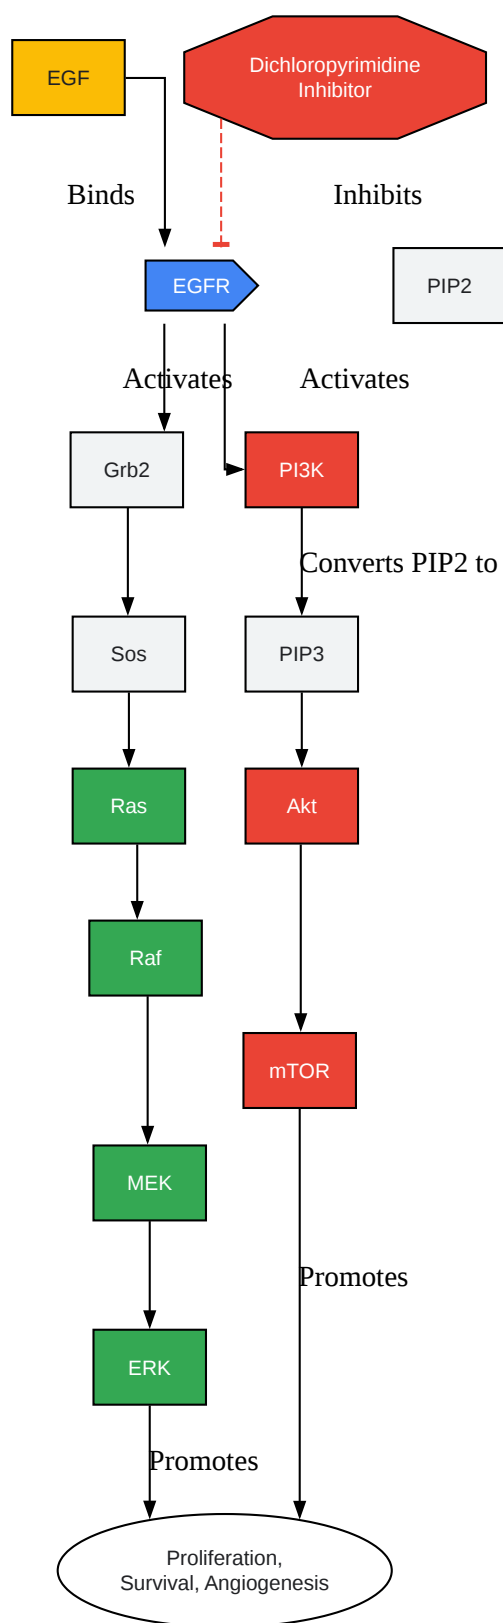 EGF
Dichloropyrimidine
Inhibitor
Binds
Inhibits
EGFR
PIP2
Activates
Activates
Grb2
PI3K
Converts PIP2 to
Sos
PIP3
Ras
Akt
Raf
mTOR
MEK
Promotes
ERK
Promotes
Proliferation,
Survival, Angiogenesis